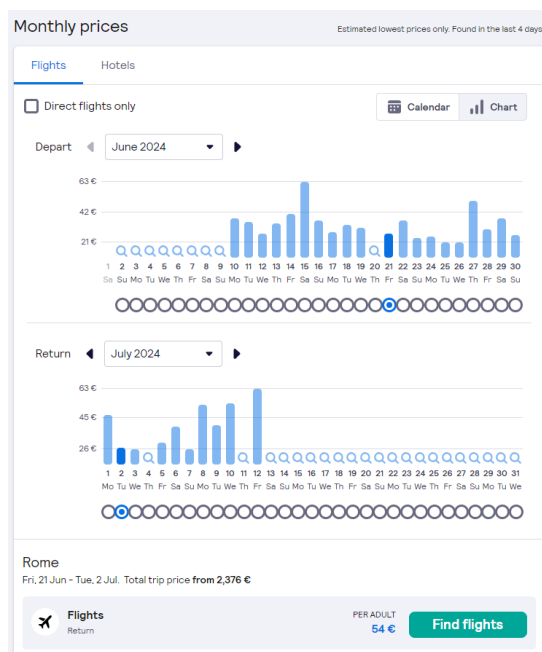 Monthly prices
Estimated lowest prices only. Found in the last 4 days
Flights Hotels
Direct flights only
Calendar Chart
Depart June 2024
63 €
42 €
21 €
1 2 3 4 5 6 7 8 9 10 11 12 13 14 15 16 17 18 19 20 21 22 23 24 25 26 27 28 29 30
Sa Su Mo Tu We Th Fr Sa Su Mo Tu We Th Fr Sa Su Mo Tu We Th Fr Sa Su Mo Tu We Th Fr Sa Su
Return July 2024
63 €
45 €
26 €
1 2 3 4 5 6 7 8 9 10 11 12 13 14 15 16 17 18 19 20 21 22 23 24 25 26 27 28 29 30 31
Mo Tu We Th Fr Sa Su Mo Tu We Th Fr Sa Su Mo Tu We Th Fr Sa Su Mo Tu We Th Fr Sa Su Mo Tu We
Rome
Fri, 21 Jun - Tue, 2 Jul. Total trip price from 2,376 €
Flights
Return
PER ADULT
54 €
Find flights